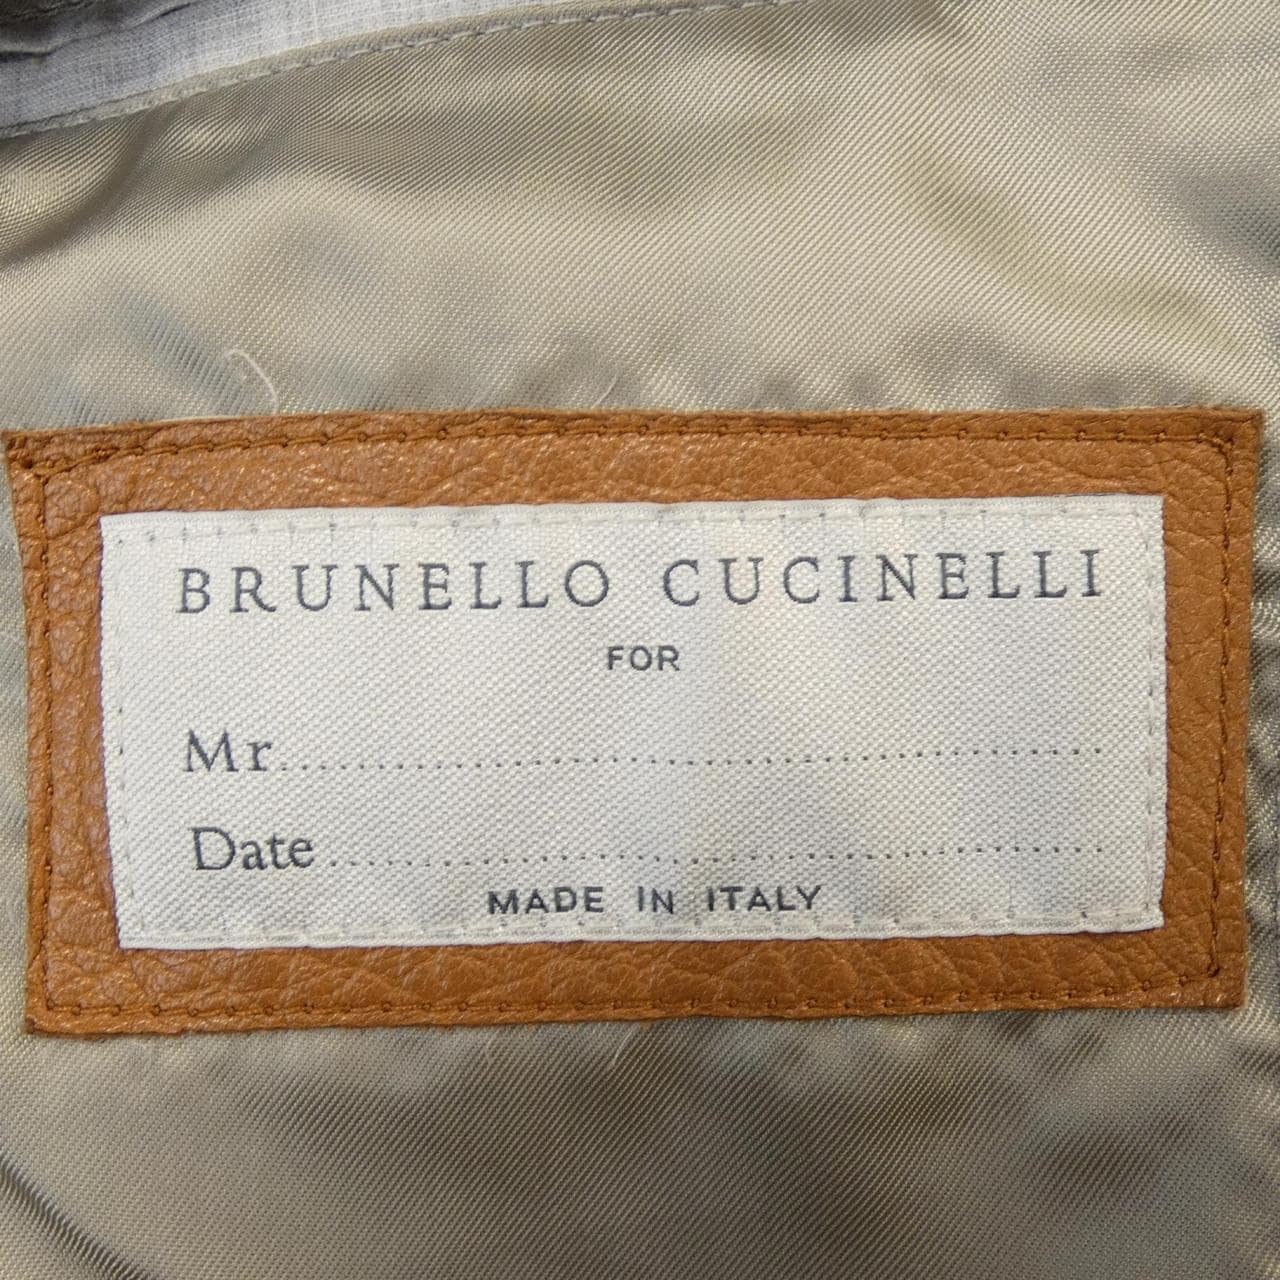 BRUNELLO CUCINELLI
FOR
Mr..........................................
Date........................................
MADE IN ITALY